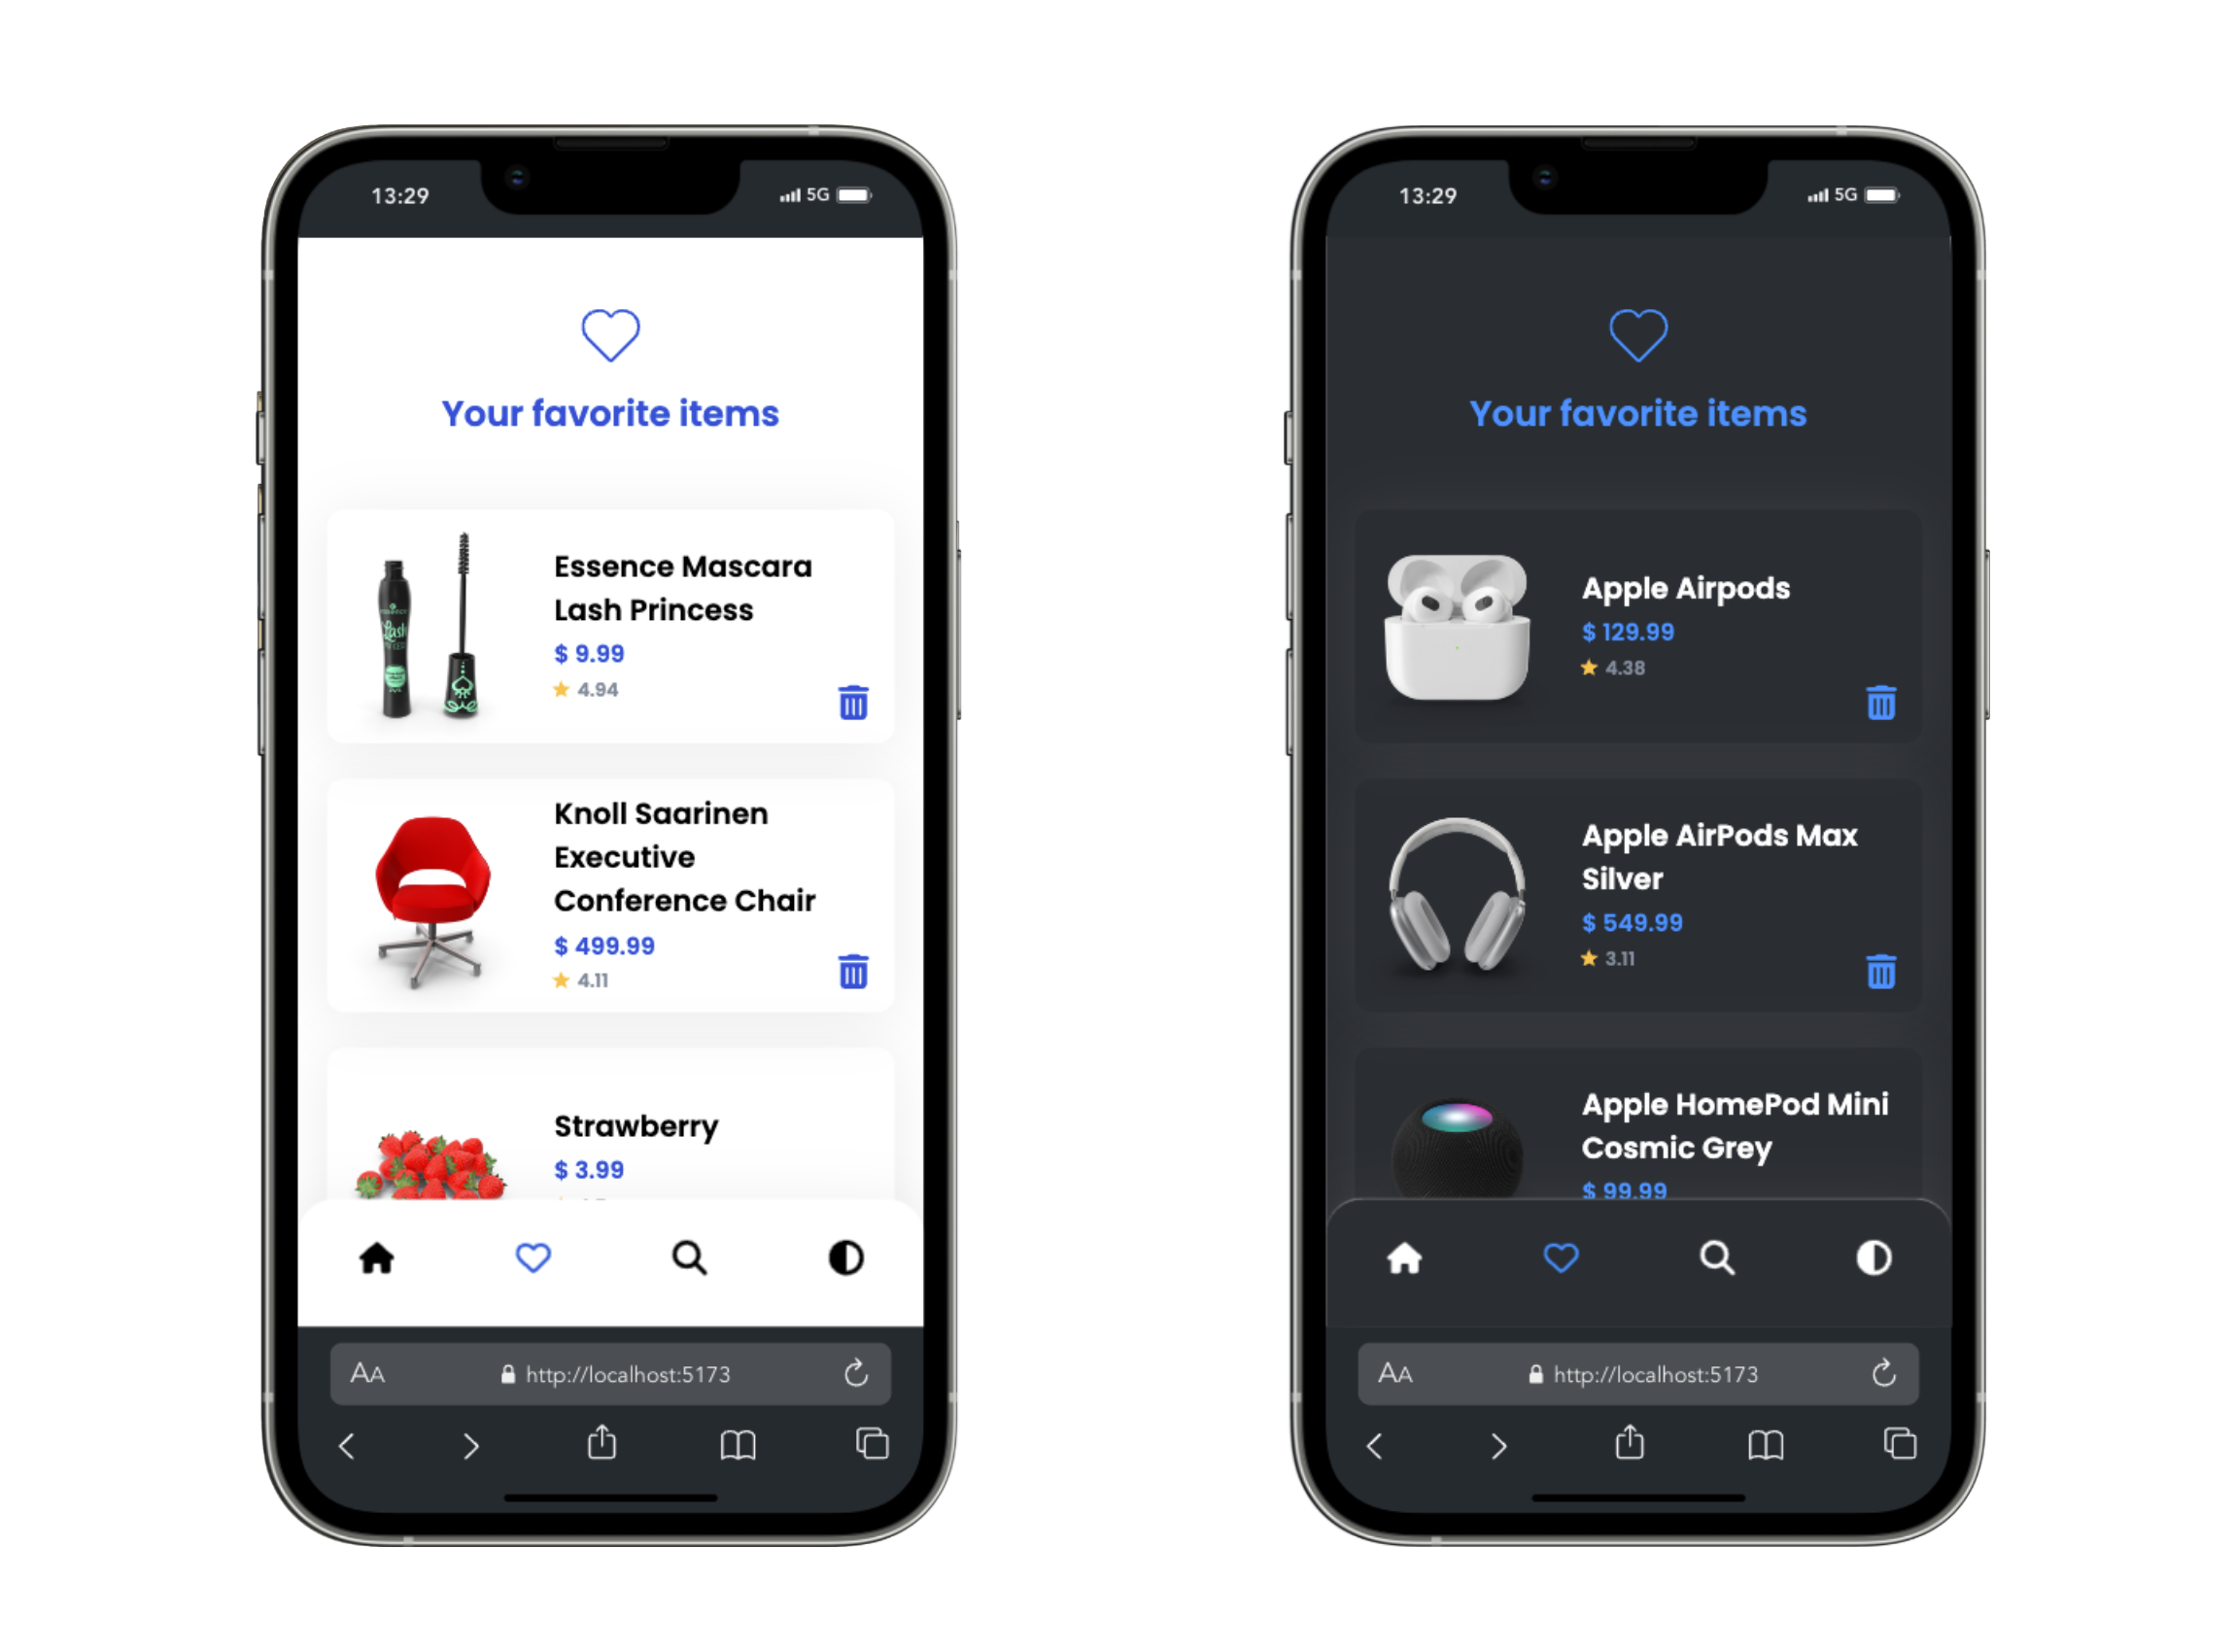 13:29
5G
Your favorite items
Essence Mascara
Lash Princess
$ 9.99
4.94
Lash
Knoll Saarinen
Executive
Conference Chair
$ 499.99
4.11
Strawberry
$ 3.99
AA
http://localhost:5173
13:29
5G
Your favorite items
Apple Airpods
$ 129.99
4.38
Apple AirPods Max
Silver
$ 549.99
3.11
Apple HomePod Mini
Cosmic Grey
$ 99.99
AA
http://localhost:5173